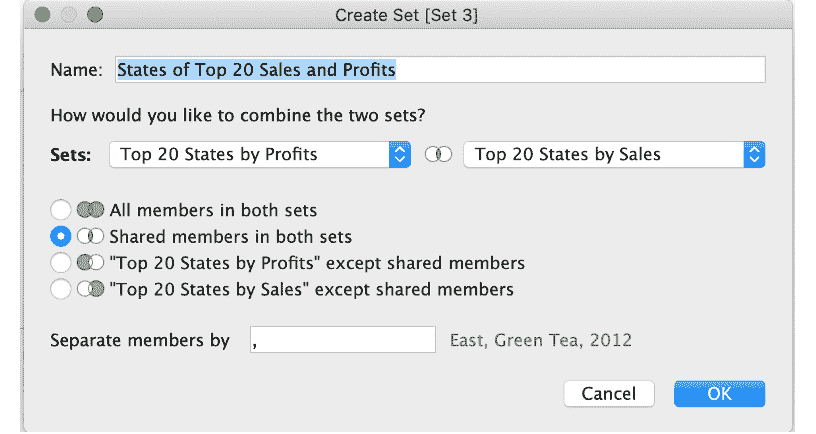 Create Set [Set 3]
Name: States of Top 20 Sales and Profits
How would you like to combine the two sets?
Sets: Top 20 States by Profits Top 20 States by Sales
All members in both sets
Shared members in both sets
"Top 20 States by Profits" except shared members
"Top 20 States by Sales" except shared members
Separate members by , East, Green Tea, 2012
Cancel OK